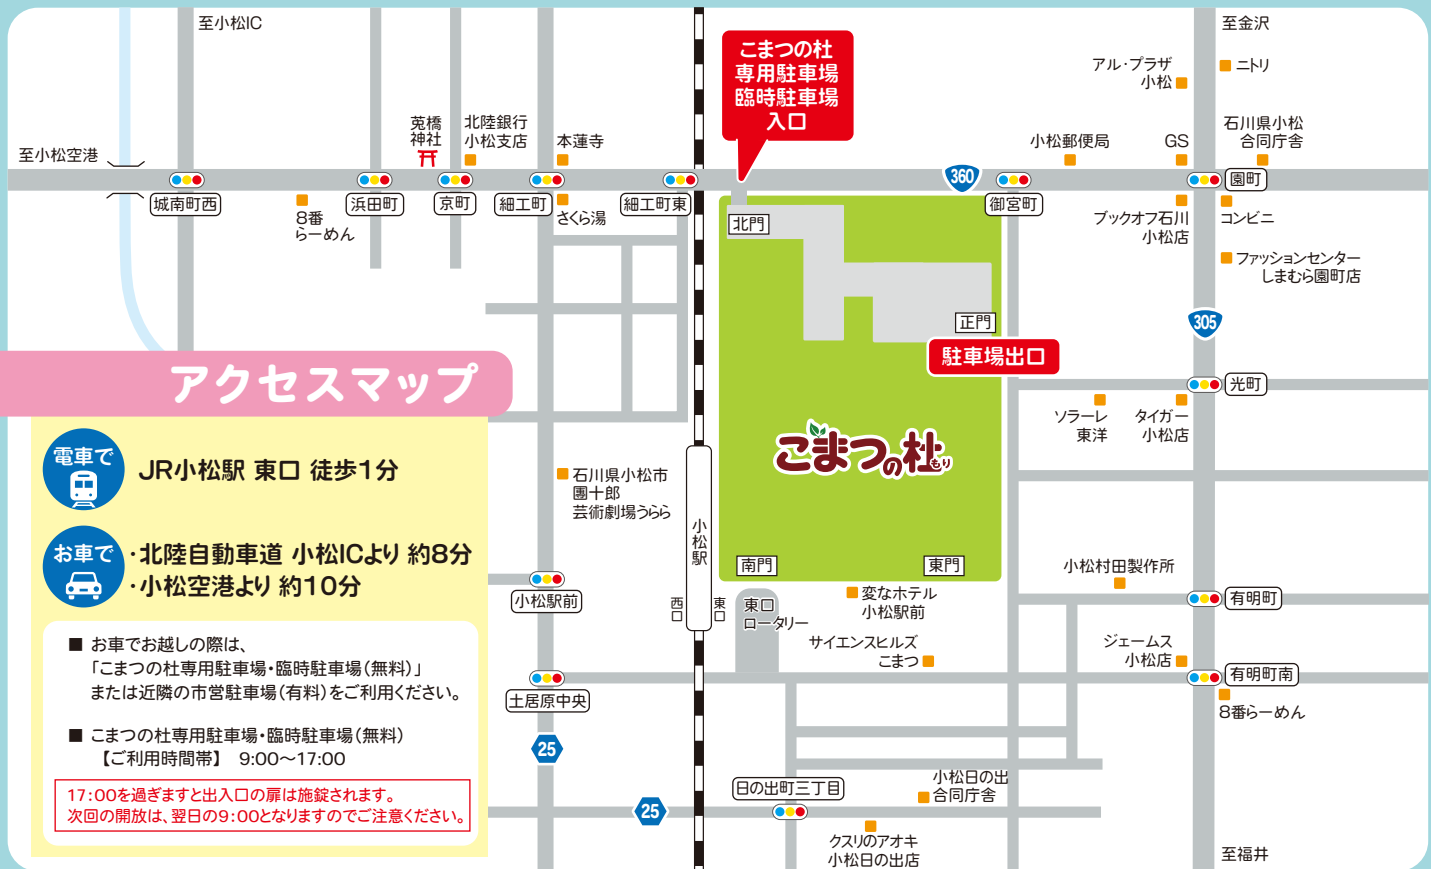 至小松IC
至金沢
こまつの杜
専用駐車場
臨時駐車場
入口
アル・プラザ
小松
ニトリ
菟橋
神社
北陸銀行
小松支店
本蓮寺
小松郵便局
GS
石川県小松
合同庁舎
至小松空港
360
園町
城南町西
8番
らーめん
浜田町
京町
細工町
さくら湯
細工町東
北門
御宮町
ブックオフ石川
小松店
コンビニ
ファッションセンター
しまむら園町店
正門
305
駐車場出口
光町
ソラーレ
東洋
タイガー
小松店
アクセスマップ
電車で
JR小松駅 東口 徒歩1分
お車で
・北陸自動車道 小松ICより 約8分
・小松空港より 約10分
石川県小松市
團十郎
芸術劇場うらら
こまつの杜
もり
小松駅
西口
東口
南門
東門
小松駅前
東口
ロータリー
変なホテル
小松駅前
小松村田製作所
有明町
サイエンスヒルズ
こまつ
ジェームス
小松店
有明町南
8番らーめん
土居原中央
25
■ お車でお越しの際は、
「こまつの杜専用駐車場・臨時駐車場(無料)」
または近隣の市営駐車場(有料)をご利用ください。
■ こまつの杜専用駐車場・臨時駐車場(無料)
【ご利用時間帯】 9:00〜17:00
17:00を過ぎますと出入口の扉は施錠されます。
次回の開放は、翌日の9:00となりますのでご注意ください。
25
日の出町三丁目
小松日の出
合同庁舎
クスリのアオキ
小松日の出店
至福井